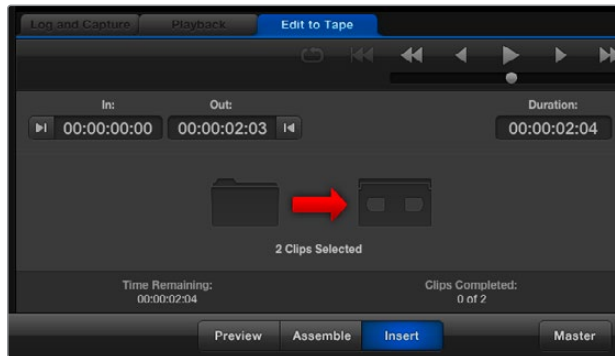 Log and Capture Playback Edit to Tape
In: Out: Duration:
00:00:00:00 00:00:02:03 00:00:02:04
2 Clips Selected
Time Remaining: Clips Completed:
00:00:02:04 0 of 2
Preview Assemble Insert Master